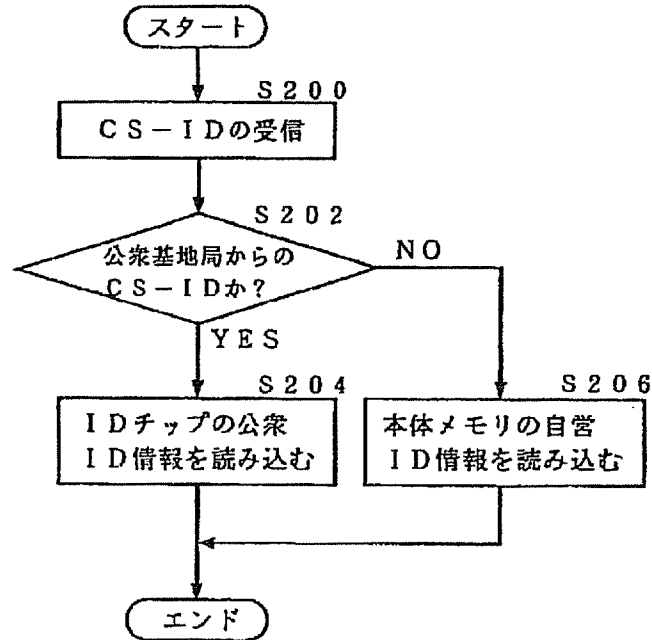 スタート
S200
CS－IDの受信
S202
公衆基地局からの
CS－IDか？
NO
YES
S204
IDチップの公衆
ID情報を読み込む
S206
本体メモリの自営
ID情報を読み込む
エンド